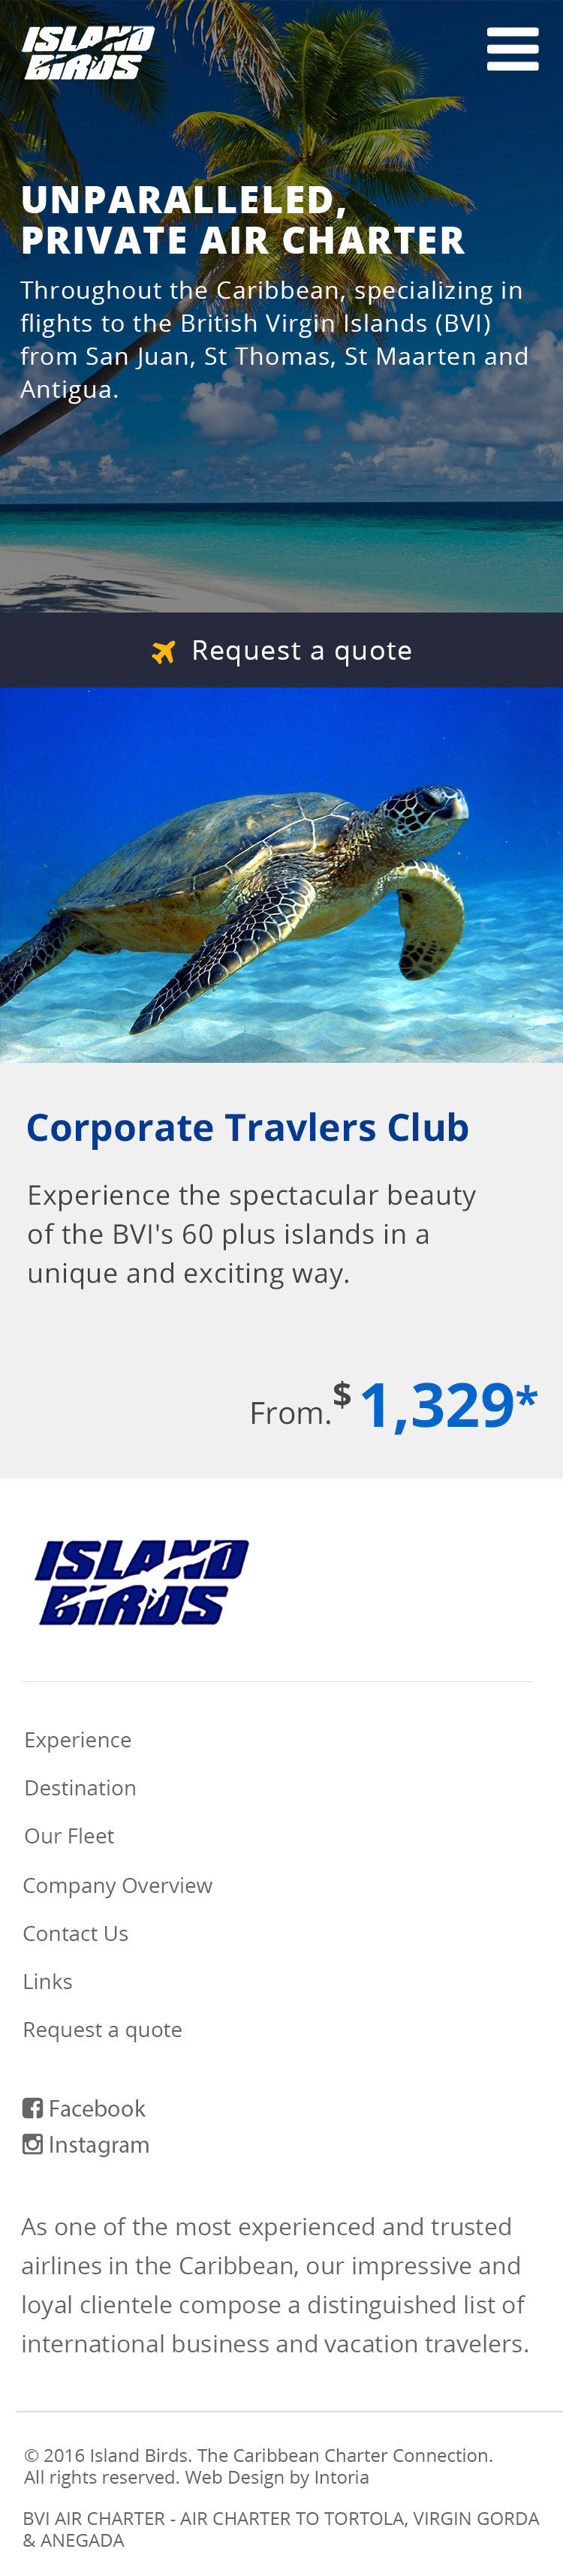 ISLAND
BIRDS
UNPARALLELED,
PRIVATE AIR CHARTER
Throughout the Caribbean, specializing in
flights to the British Virgin Islands (BVI)
from San Juan, St Thomas, St Maarten and
Antigua.
Request a quote
Corporate Travlers Club
Experience the spectacular beauty
of the BVI's 60 plus islands in a
unique and exciting way.
From.$ 1,329*
ISLAND
BIRDS
Experience
Destination
Our Fleet
Company Overview
Contact Us
Links
Request a quote
Facebook
Instagram
As one of the most experienced and trusted
airlines in the Caribbean, our impressive and
loyal clientele compose a distinguished list of
international business and vacation travelers.
© 2016 Island Birds. The Caribbean Charter Connection.
All rights reserved. Web Design by Intoria
BVI AIR CHARTER - AIR CHARTER TO TORTOLA, VIRGIN GORDA
& ANEGADA